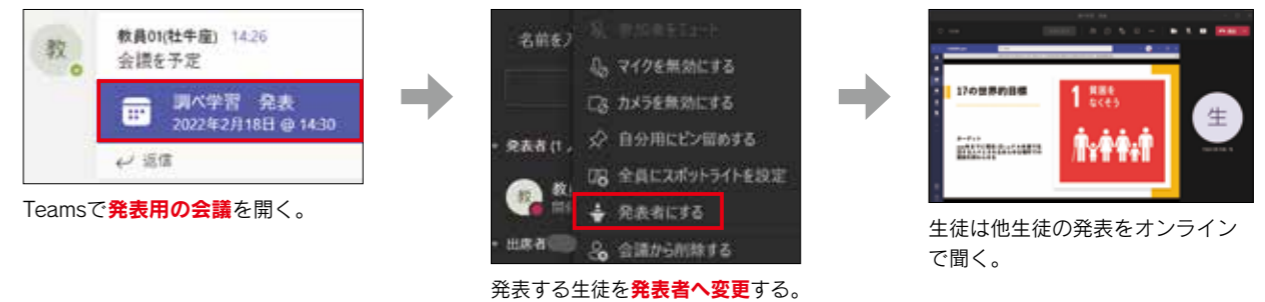 教
教員01(牡牛座) 14:26
会議を予定
調べ学習 発表
2022年2月18日 @ 14:30
返信
Teamsで発表用の会議を開く。
名前を入
参加者をミュート
マイクを無効にする
カメラを無効にする
自分用にピン留めする
発表者 (1
全員にスポットライトを設定
教
発表者にする
出席者
会議から削除する
発表する生徒を発表者へ変更する。
17の世界的目標
1 貧困を
なくそう
ターゲット
生
生徒は他生徒の発表をオンライン
で聞く。